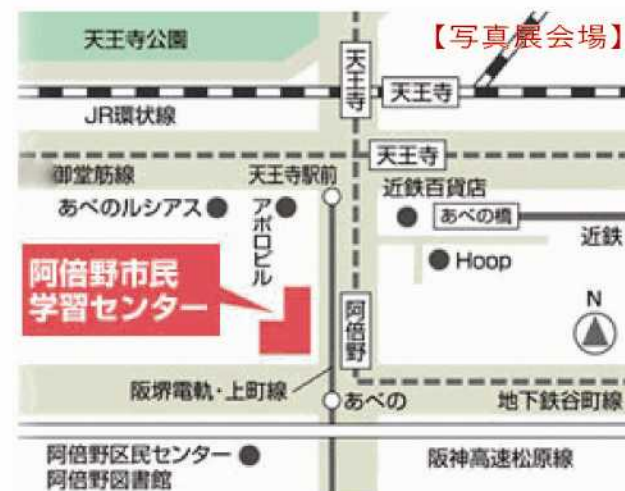 天王寺公園
【写真展会場】
天王寺
天王寺
JR環状線
天王寺
御堂筋線
天王寺駅前
近鉄百貨店
あべのルシアス
アポロビル
あべの橋
近鉄
Hoop
阿倍野市民
学習センター
阿倍野
N
阪堺電軌・上町線
あべの
地下鉄谷町線
阿倍野区民センター
阿倍野図書館
阪神高速松原線